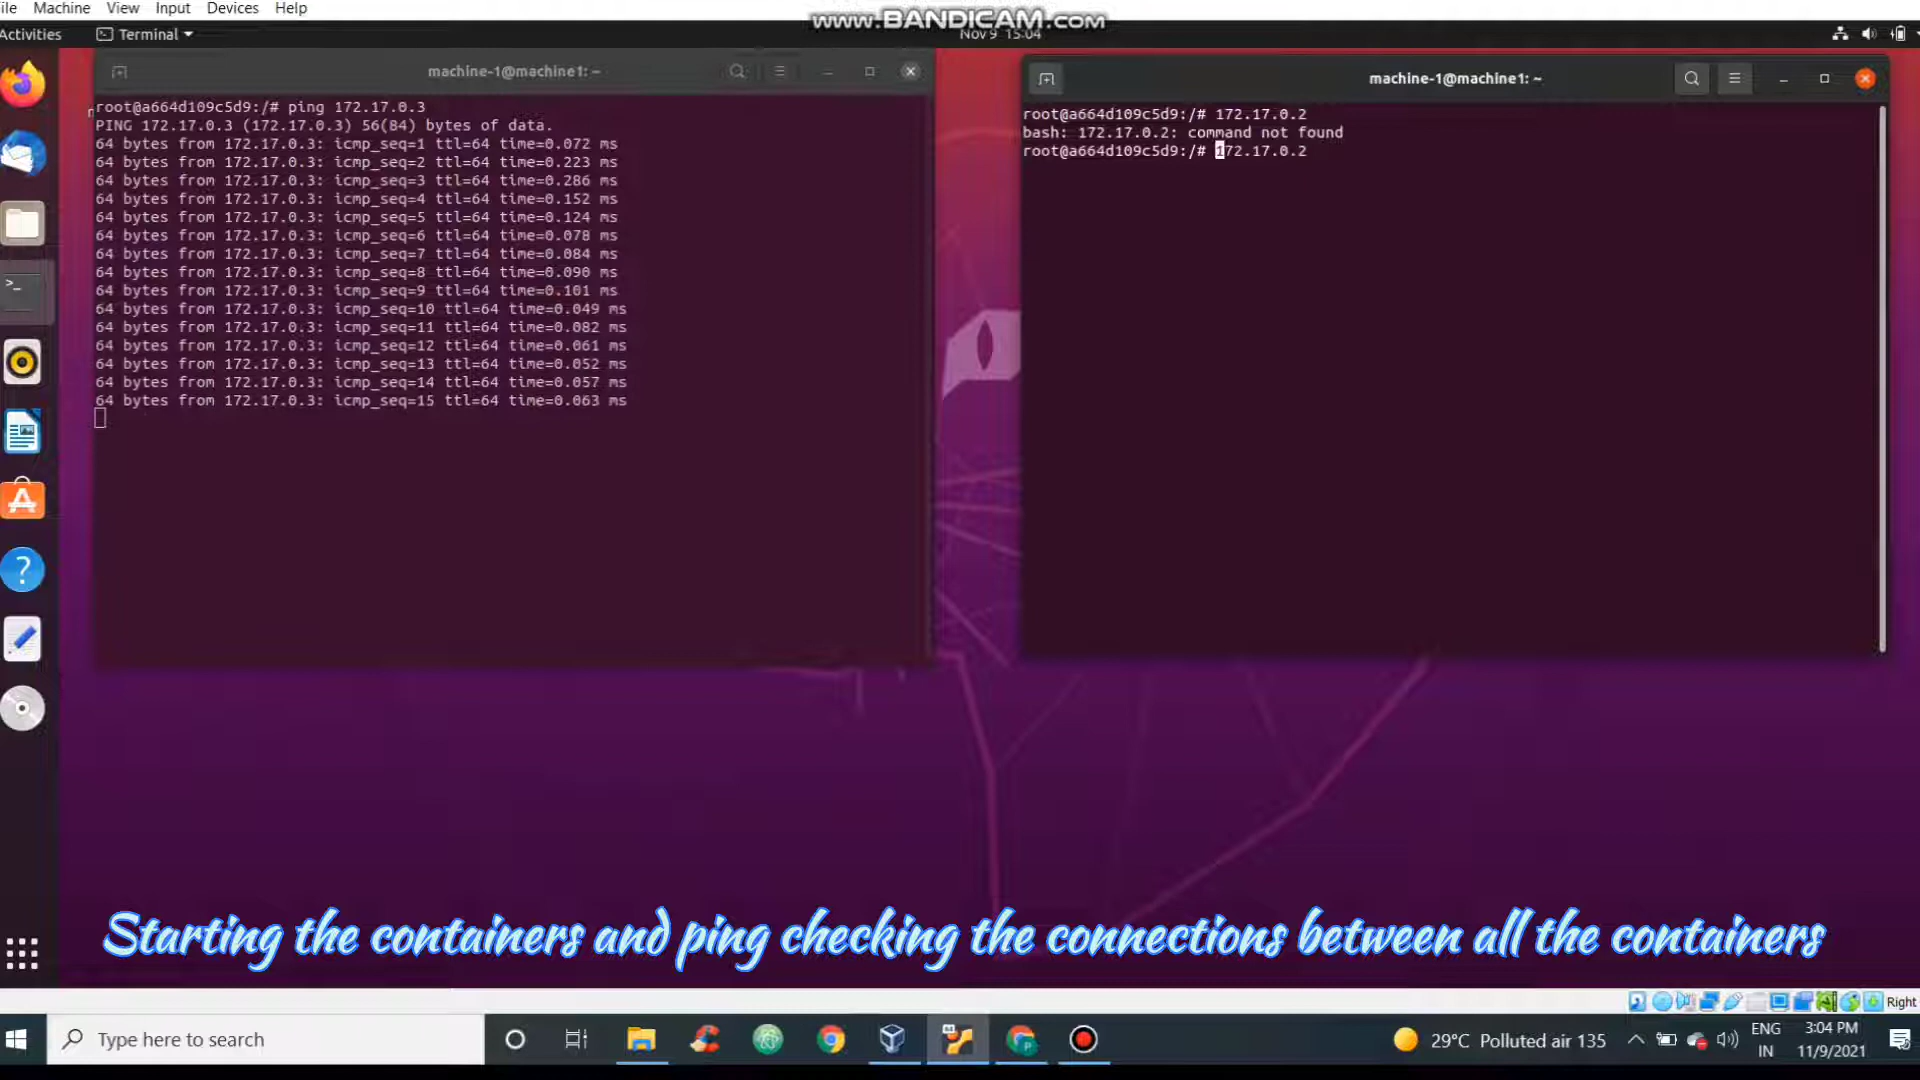 ile Machine View Input Devices Help
www.BANDICAM.com
Activities Terminal Nov 9 15:04
machine-1@machine1: ~
root@a664d109c5d9:/# ping 172.17.0.3
PING 172.17.0.3 (172.17.0.3) 56(84) bytes of data.
64 bytes from 172.17.0.3: icmp_seq=1 ttl=64 time=0.072 ms
64 bytes from 172.17.0.3: icmp_seq=2 ttl=64 time=0.223 ms
64 bytes from 172.17.0.3: icmp_seq=3 ttl=64 time=0.286 ms
64 bytes from 172.17.0.3: icmp_seq=4 ttl=64 time=0.152 ms
64 bytes from 172.17.0.3: icmp_seq=5 ttl=64 time=0.124 ms
64 bytes from 172.17.0.3: icmp_seq=6 ttl=64 time=0.078 ms
64 bytes from 172.17.0.3: icmp_seq=7 ttl=64 time=0.084 ms
64 bytes from 172.17.0.3: icmp_seq=8 ttl=64 time=0.090 ms
64 bytes from 172.17.0.3: icmp_seq=9 ttl=64 time=0.101 ms
64 bytes from 172.17.0.3: icmp_seq=10 ttl=64 time=0.049 ms
64 bytes from 172.17.0.3: icmp_seq=11 ttl=64 time=0.082 ms
64 bytes from 172.17.0.3: icmp_seq=12 ttl=64 time=0.061 ms
64 bytes from 172.17.0.3: icmp_seq=13 ttl=64 time=0.052 ms
64 bytes from 172.17.0.3: icmp_seq=14 ttl=64 time=0.057 ms
64 bytes from 172.17.0.3: icmp_seq=15 ttl=64 time=0.063 ms
machine-1@machine1: ~
root@a664d109c5d9:/# 172.17.0.2
bash: 172.17.0.2: command not found
root@a664d109c5d9:/# 172.17.0.2
Starting the containers and ping checking the connections between all the containers
Right
Type here to search
29°C Polluted air 135
ENG
IN
3:04 PM
11/9/2021